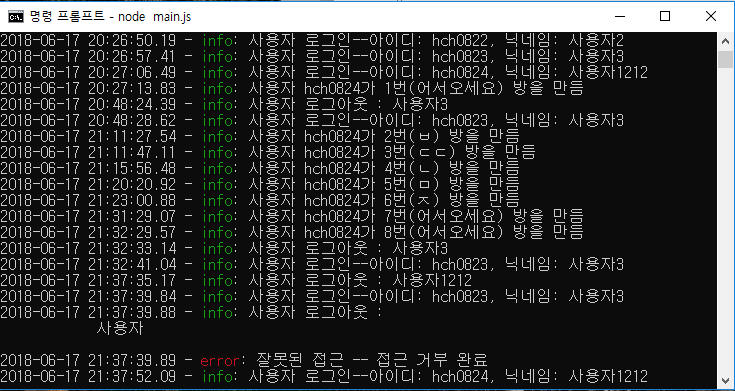 명령 프롬프트 - node  main.js
2018-06-17 20:26:50.19 - info: 사용자 로그인--아이디: hch0822, 닉네임: 사용자2
2018-06-17 20:26:57.41 - info: 사용자 로그인--아이디: hch0823, 닉네임: 사용자3
2018-06-17 20:27:06.49 - info: 사용자 로그인--아이디: hch0824, 닉네임: 사용자1212
2018-06-17 20:27:13.83 - info: 사용자 hch0824가 1번(어서오세요) 방을 만듬
2018-06-17 20:48:24.39 - info: 사용자 로그아웃 : 사용자3
2018-06-17 20:48:28.62 - info: 사용자 로그인--아이디: hch0823, 닉네임: 사용자3
2018-06-17 21:11:27.54 - info: 사용자 hch0824가 2번(ㅂ) 방을 만듬
2018-06-17 21:11:47.11 - info: 사용자 hch0824가 3번(ㄷㄷ) 방을 만듬
2018-06-17 21:15:56.48 - info: 사용자 hch0824가 4번(ㄴ) 방을 만듬
2018-06-17 21:20:20.92 - info: 사용자 hch0824가 5번(ㅁ) 방을 만듬
2018-06-17 21:23:00.88 - info: 사용자 hch0824가 6번(ㅈ) 방을 만듬
2018-06-17 21:31:29.07 - info: 사용자 hch0824가 7번(어서오세요) 방을 만듬
2018-06-17 21:32:29.57 - info: 사용자 hch0824가 8번(어서오세요) 방을 만듬
2018-06-17 21:32:33.14 - info: 사용자 로그아웃 : 사용자3
2018-06-17 21:32:41.04 - info: 사용자 로그인--아이디: hch0823, 닉네임: 사용자3
2018-06-17 21:37:35.17 - info: 사용자 로그아웃 : 사용자1212
2018-06-17 21:37:39.84 - info: 사용자 로그인--아이디: hch0823, 닉네임: 사용자3
2018-06-17 21:37:39.88 - info: 사용자 로그아웃 :
사용자
2018-06-17 21:37:39.89 - error: 잘못된 접근 -- 접근 거부 완료
2018-06-17 21:37:52.09 - info: 사용자 로그인--아이디: hch0824, 닉네임: 사용자1212